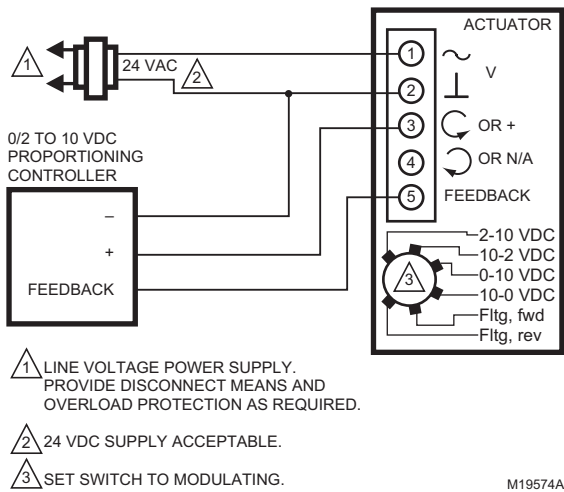 ACTUATOR
1
24 VAC
2
1
V
2
3
OR +
4
OR N/A
5
FEEDBACK
0/2 TO 10 VDC
PROPORTIONING
CONTROLLER
–
+
FEEDBACK
2-10 VDC
10-2 VDC
0-10 VDC
10-0 VDC
Fltg, fwd
Fltg, rev
3
1 LINE VOLTAGE POWER SUPPLY.
PROVIDE DISCONNECT MEANS AND
OVERLOAD PROTECTION AS REQUIRED.
2 24 VDC SUPPLY ACCEPTABLE.
3 SET SWITCH TO MODULATING.
M19574A